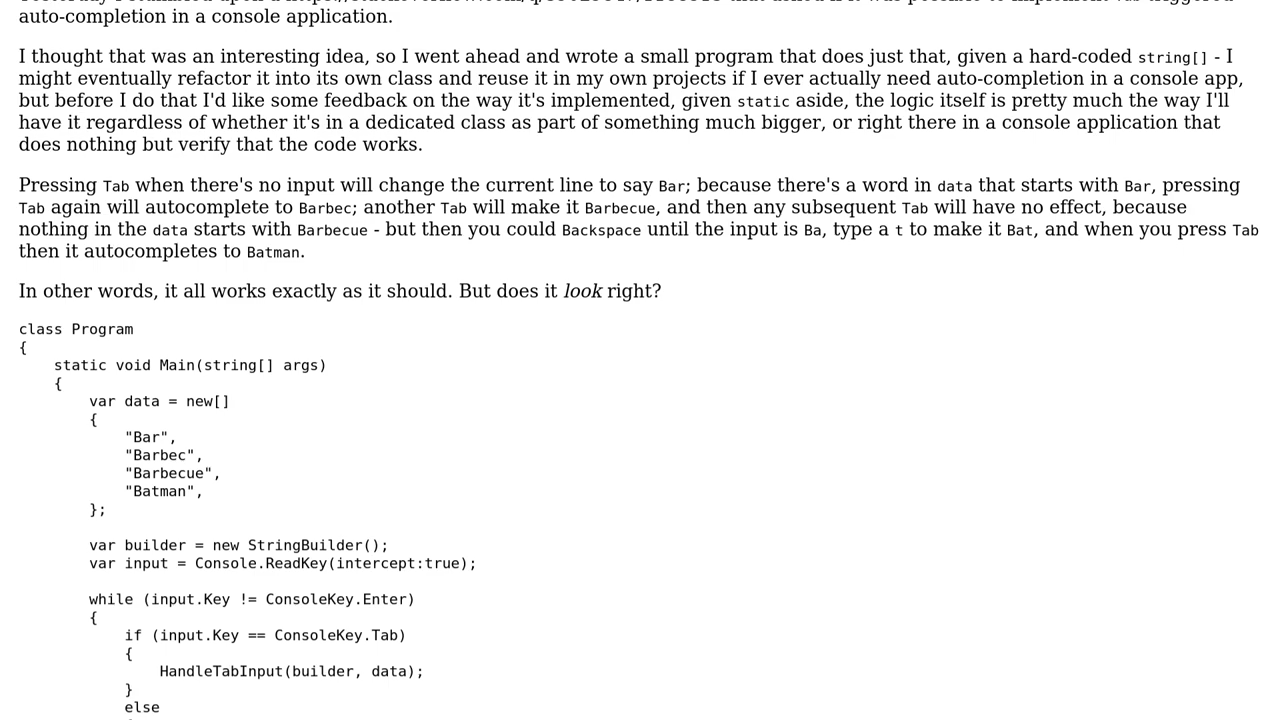 auto-completion in a console application.
I thought that was an interesting idea, so I went ahead and wrote a small program that does just that, given a hard-coded string[] - I
might eventually refactor it into its own class and reuse it in my own projects if I ever actually need auto-completion in a console app,
but before I do that I'd like some feedback on the way it's implemented, given static aside, the logic itself is pretty much the way I'll
have it regardless of whether it's in a dedicated class as part of something much bigger, or right there in a console application that
does nothing but verify that the code works.
Pressing Tab when there's no input will change the current line to say Bar; because there's a word in data that starts with Bar, pressing
Tab again will autocomplete to Barbec; another Tab will make it Barbecue, and then any subsequent Tab will have no effect, because
nothing in the data starts with Barbecue - but then you could Backspace until the input is Ba, type a t to make it Bat, and when you press Tab
then it autocompletes to Batman.
In other words, it all works exactly as it should. But does it look right?
class Program
{
    static void Main(string[] args)
    {
        var data = new[]
        {
            "Bar",
            "Barbec",
            "Barbecue",
            "Batman",
        };
        var builder = new StringBuilder();
        var input = Console.ReadKey(intercept:true);
        while (input.Key != ConsoleKey.Enter)
        {
            if (input.Key == ConsoleKey.Tab)
            {
                HandleTabInput(builder, data);
            }
            else